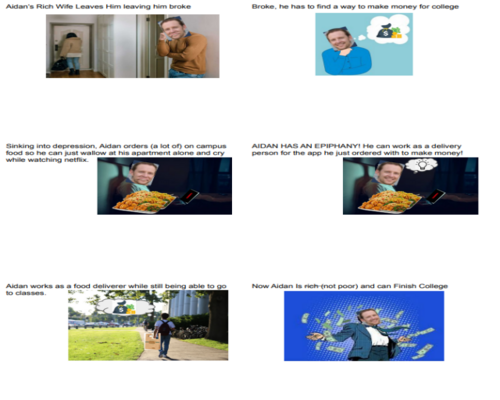 Aidan's Rich Wife Leaves Him leaving him broke
Broke, he has to find a way to make money for college
Sinking into depression, Aidan orders (a lot of) on campus
food so he can just wallow at his apartment alone and cry
while watching netflix.
AIDAN HAS AN EPIPHANY! He can work as a delivery
person for the app he just ordered with to make money!
Aidan works as a food deliverer while still being able to go
to classes.
Now Aidan Is rich (not poor) and can Finish College